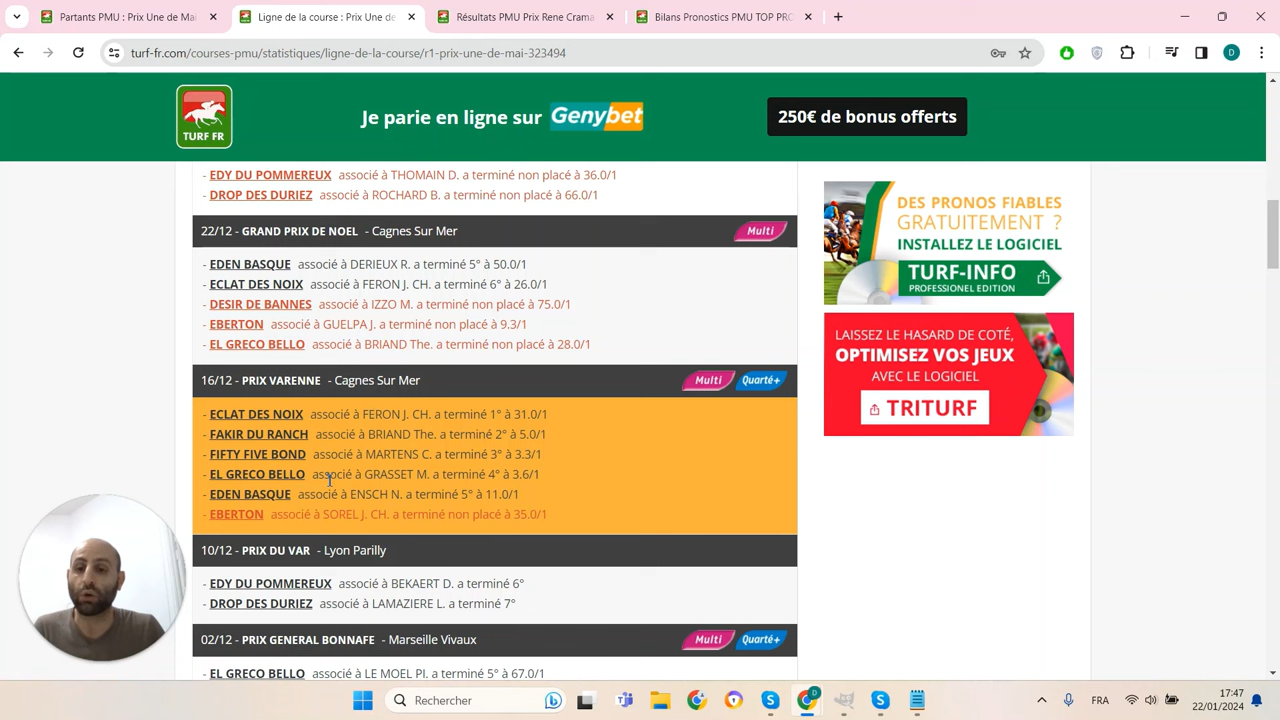 Partants PMU : Prix Une de Ma
Ligne de la course : Prix Une de
Résultats PMU Prix Rene Crama
Bilans Pronostics PMU TOP PRO
turf-fr.com/courses-pmu/statistiques/ligne-de-la-course/r1-prix-une-de-mai-323494
D
TURF FR
Je parie en ligne sur Genybet
250€ de bonus offerts
- EDY DU POMMEREUX associé à THOMAIN D. a terminé non placé à 36.0/1
- DROP DES DURIEZ associé à ROCHARD B. a terminé non placé à 66.0/1
22/12 - GRAND PRIX DE NOEL - Cagnes Sur Mer Multi
- EDEN BASQUE associé à DERIEUX R. a terminé 5° à 50.0/1
- ECLAT DES NOIX associé à FERON J. CH. a terminé 6° à 26.0/1
- DESIR DE BANNES associé à IZZO M. a terminé non placé à 75.0/1
- EBERTON associé à GUELPA J. a terminé non placé à 9.3/1
- EL GRECO BELLO associé à BRIAND The. a terminé non placé à 28.0/1
16/12 - PRIX VARENNE - Cagnes Sur Mer Multi Quarté+
- ECLAT DES NOIX associé à FERON J. CH. a terminé 1° à 31.0/1
- FAKIR DU RANCH associé à BRIAND The. a terminé 2° à 5.0/1
- FIFTY FIVE BOND associé à MARTENS C. a terminé 3° à 3.3/1
- EL GRECO BELLO associé à GRASSET M. a terminé 4° à 3.6/1
- EDEN BASQUE associé à ENSCH N. a terminé 5° à 11.0/1
- EBERTON associé à SOREL J. CH. a terminé non placé à 35.0/1
10/12 - PRIX DU VAR - Lyon Parilly
- EDY DU POMMEREUX associé à BEKAERT D. a terminé 6°
- DROP DES DURIEZ associé à LAMAZIERE L. a terminé 7°
02/12 - PRIX GENERAL BONNAFE - Marseille Vivaux Multi Quarté+
- EL GRECO BELLO associé à LE MOEL PI. a terminé 5° à 67.0/1
DES PRONOS FIABLES
GRATUITEMENT ?
INSTALLEZ LE LOGICIEL
TURF-INFO
PROFESSIONEL EDITION
LAISSEZ LE HASARD DE COTÉ,
OPTIMISEZ VOS JEUX
AVEC LE LOGICIEL
TRITURF
Rechercher
D
FRA
17:47
22/01/2024